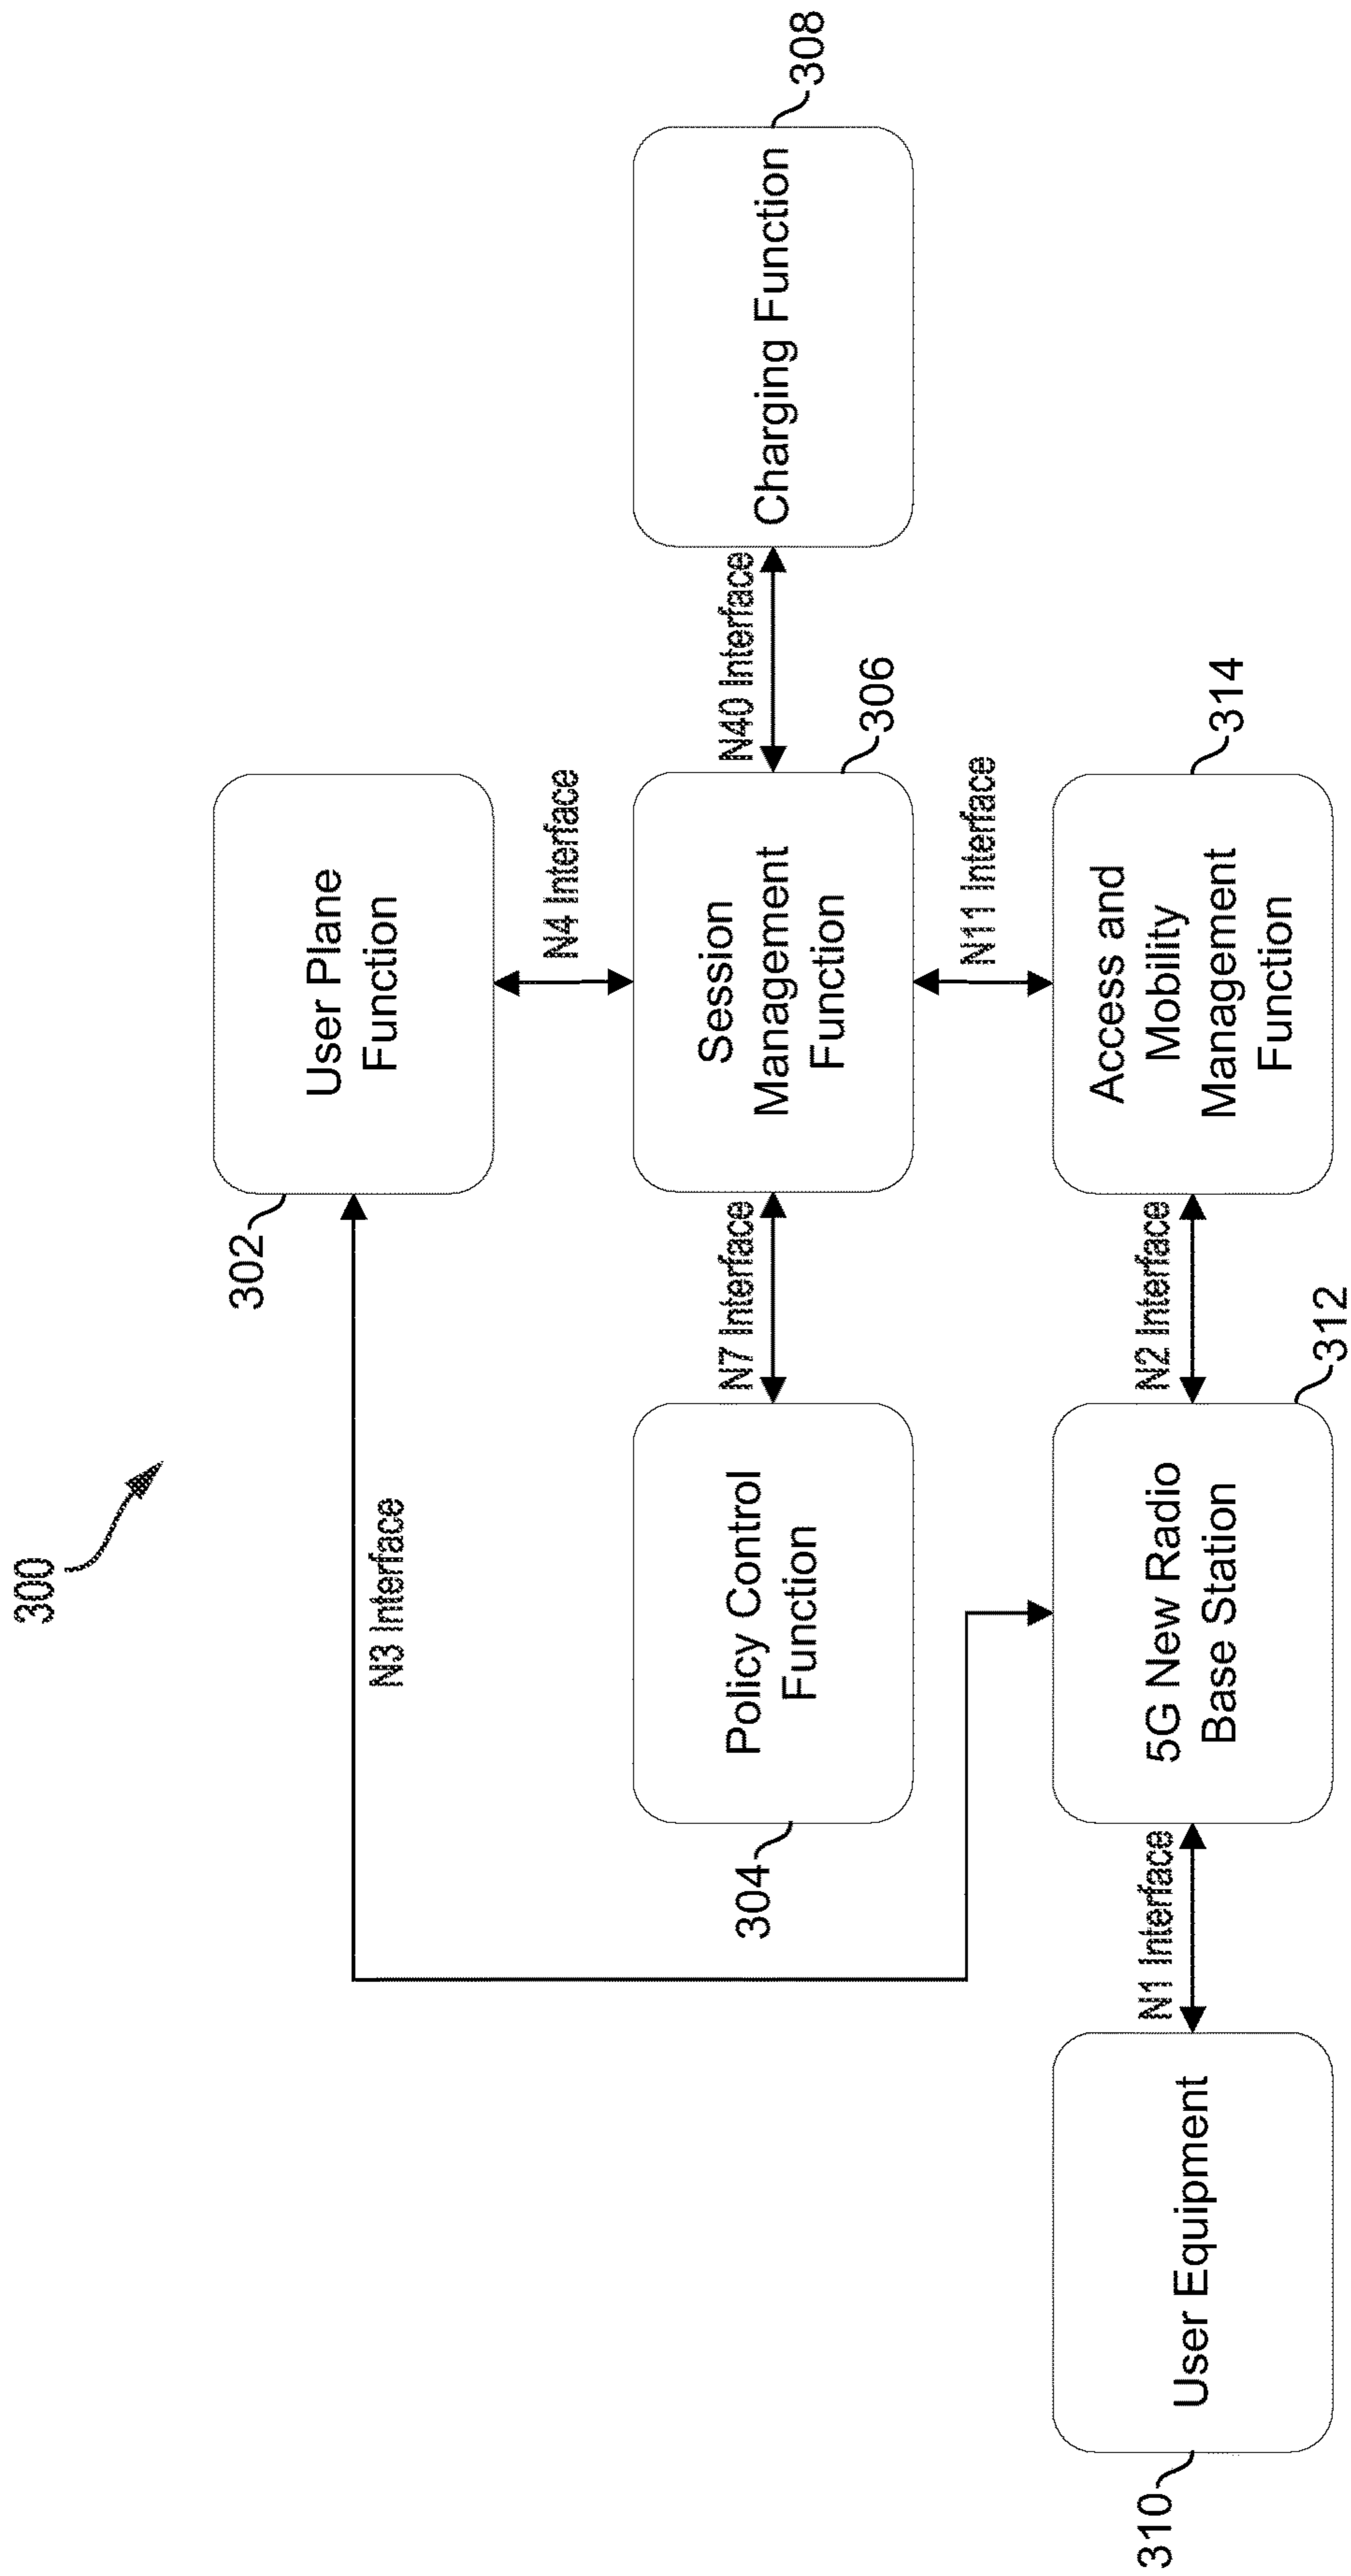 300
N3 Interface
302
User Plane
Function
N4 Interface
304
Policy Control
Function
N7 Interface
Session
Management
Function
306
N40 Interface
Charging Function
308
N11 Interface
310
User Equipment
N1 Interface
5G New Radio
Base Station
312
N2 Interface
Access and
Mobility
Management
Function
314